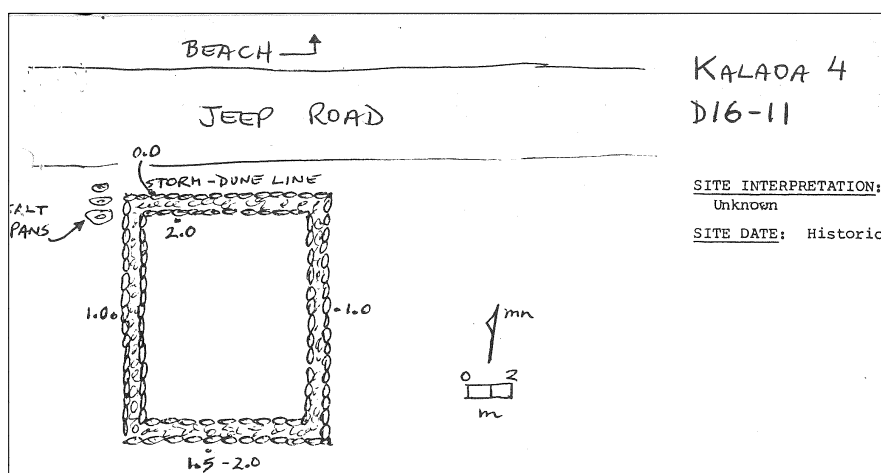 BEACH
JEEP ROAD
KALAOA 4
D16-11
0.0
STORM-DUNE LINE
SITE INTERPRETATION:
Unknown
SITE DATE: Historic
ALT
PANS
2.0
1.0
1.0
mn
0 2
m
1.5-2.0